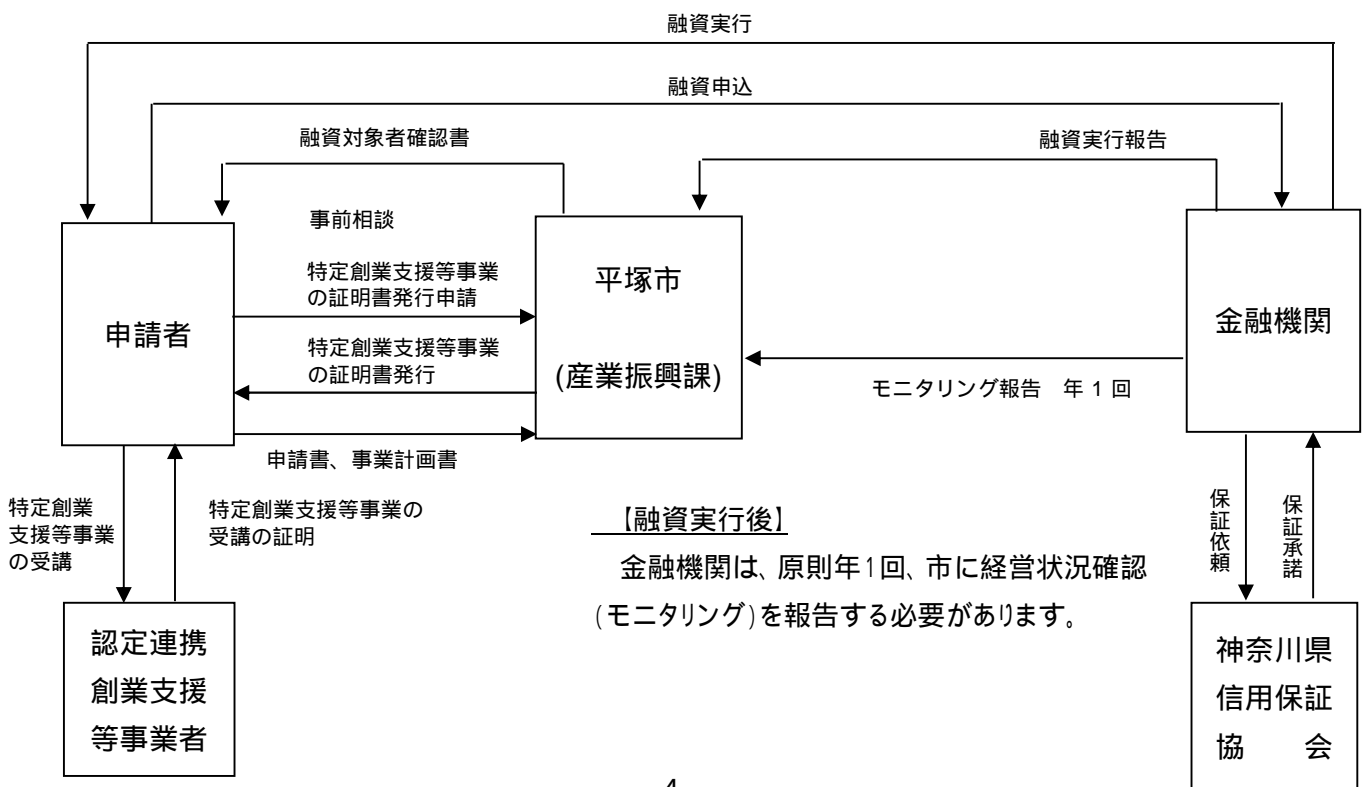 融資実行
融資申込
融資対象者確認書
融資実行報告
事前相談
特定創業支援等事業
の証明書発行申請
特定創業支援等事業
の証明書発行
申請書、事業計画書
申請者
平塚市
(産業振興課)
金融機関
モニタリング報告　年１回
特定創業
支援等事業
の受講
特定創業支援等事業の
受講の証明
保証依頼
保証承諾
【融資実行後】
金融機関は、原則年1回、市に経営状況確認
(モニタリング)を報告する必要があります。
認定連携
創業支援
等事業者
神奈川県
信用保証
協　　会